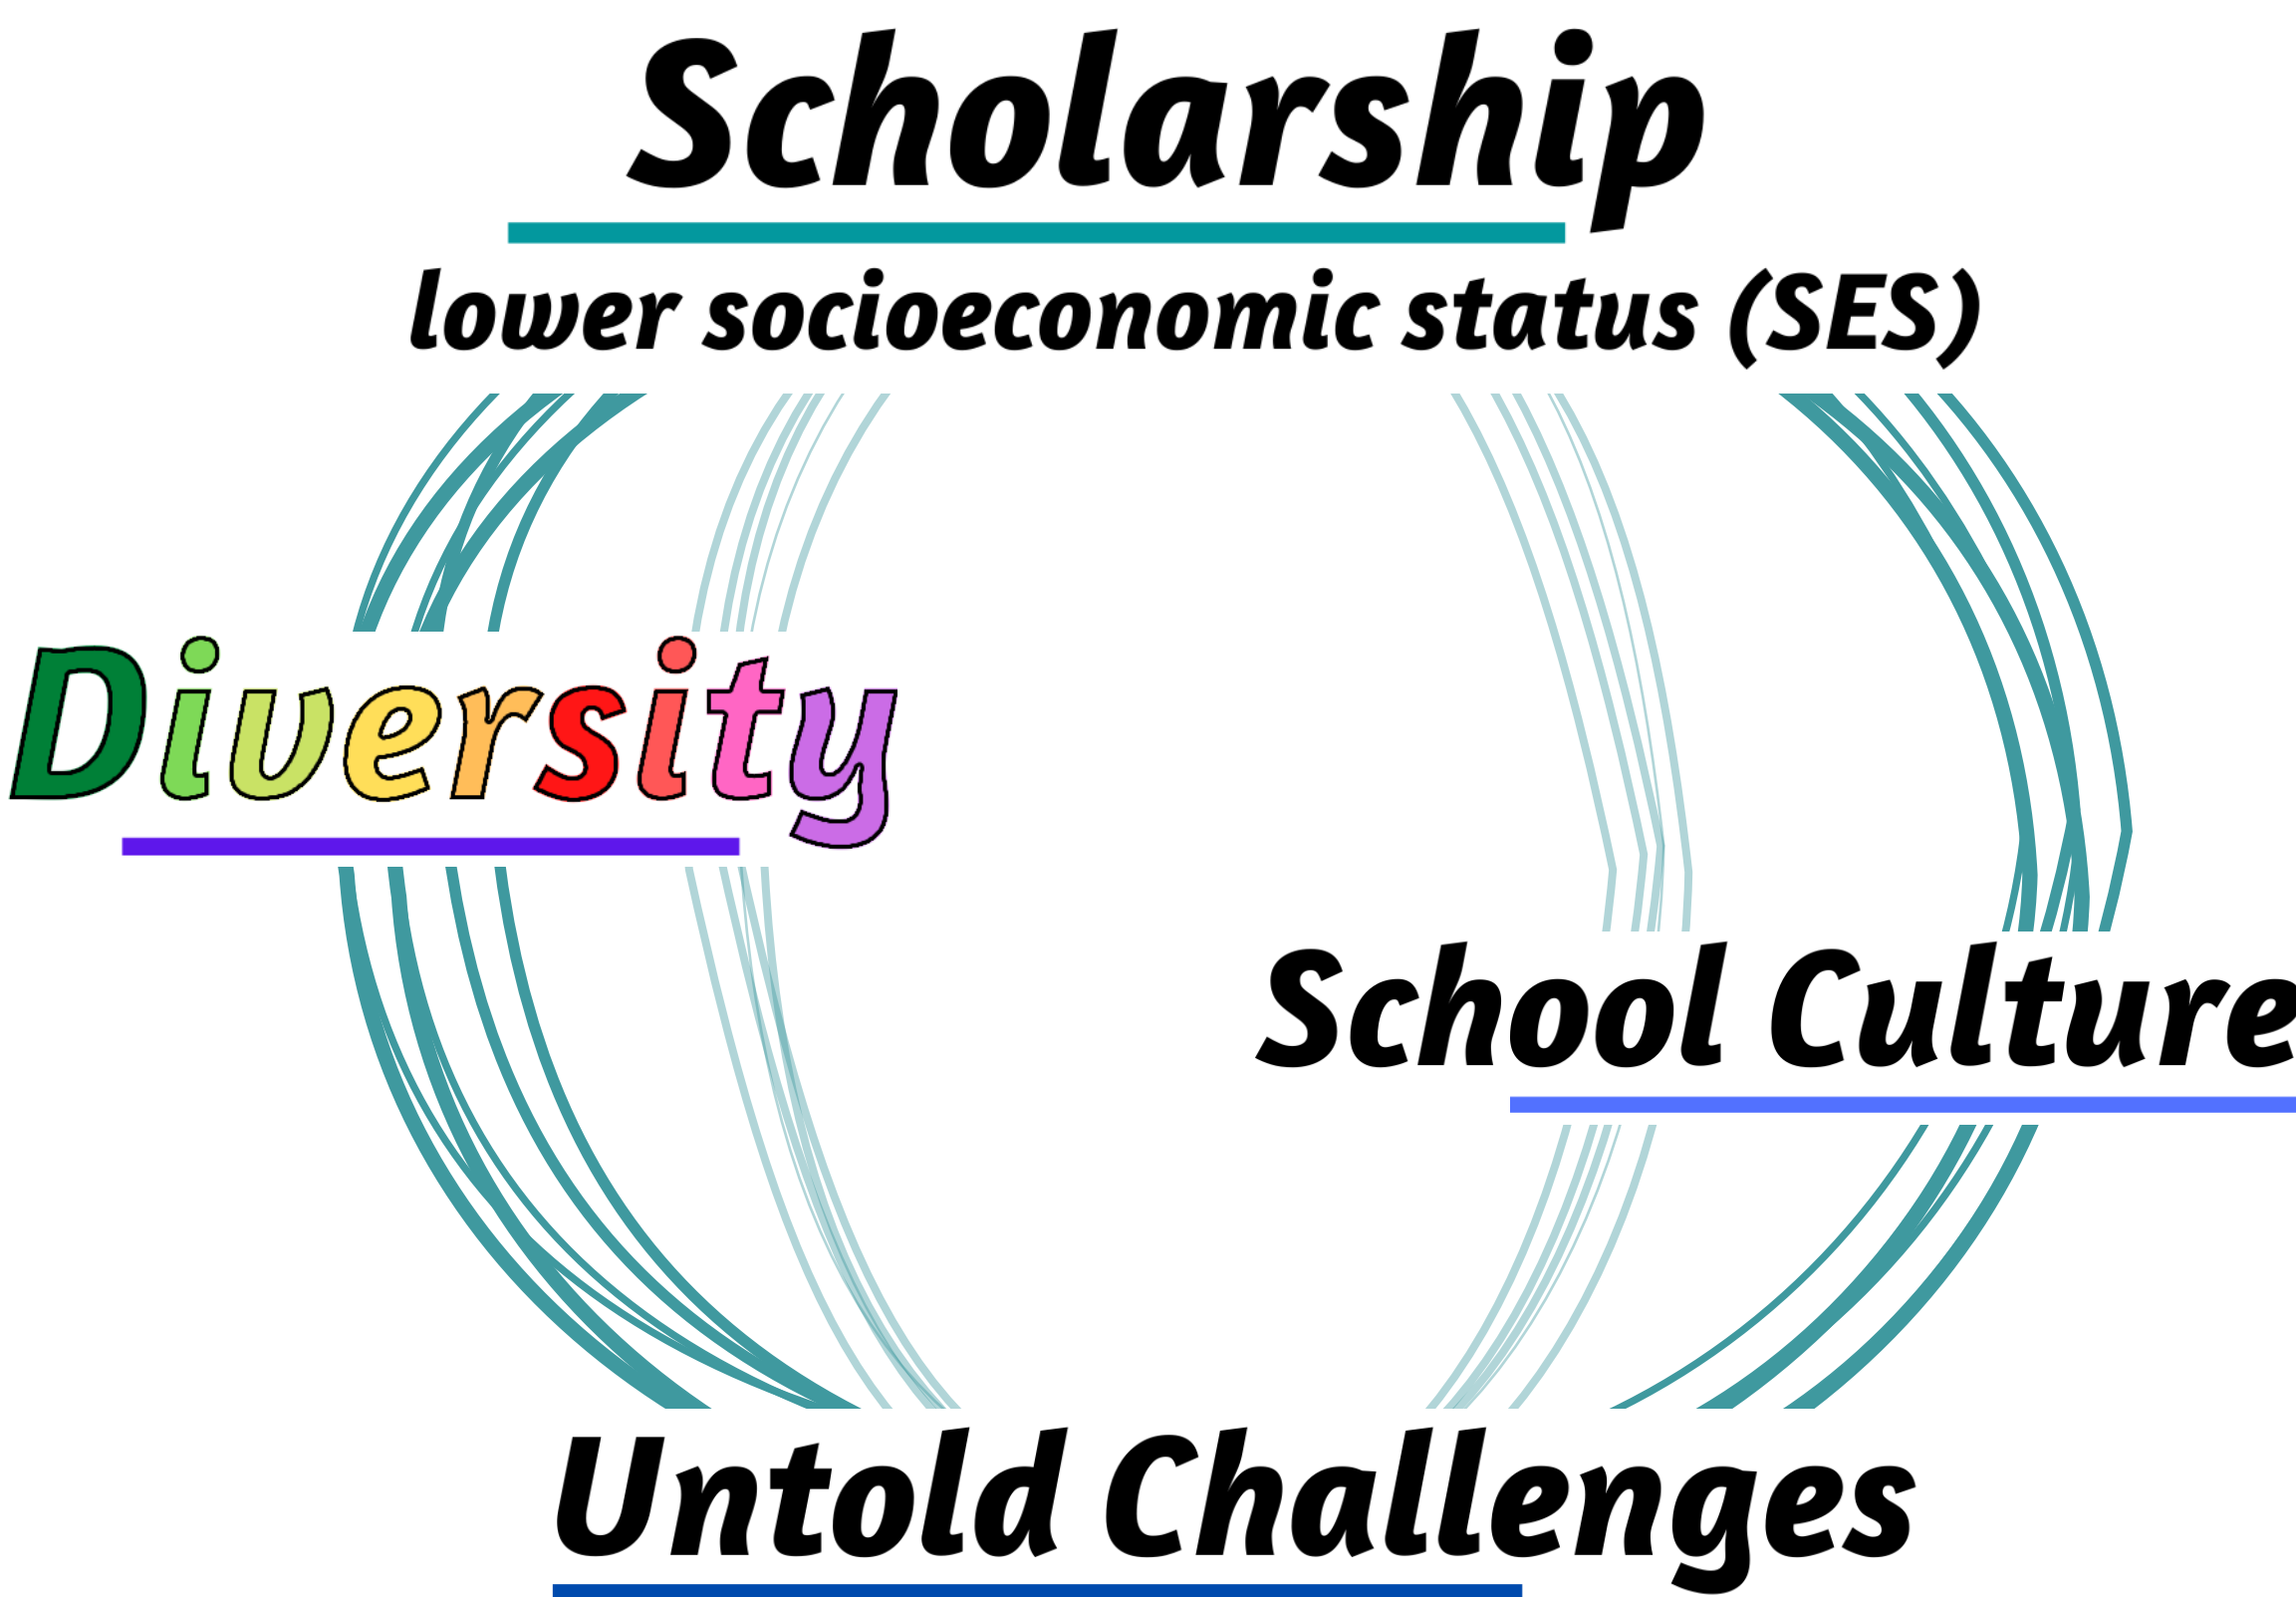 Scholarship
lower socioeconomic status (SES)
Diversity
School Culture
Untold Challenges